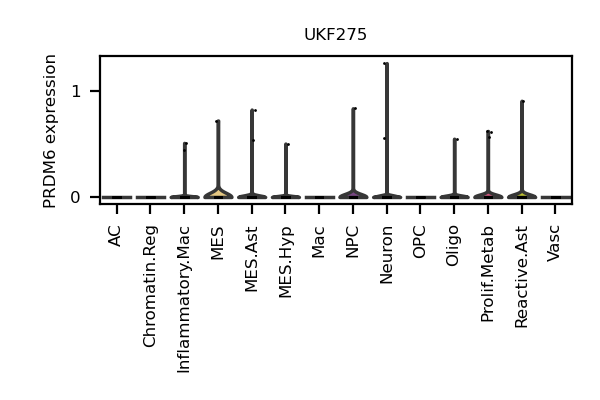 UKF275
PRDM6 expression
1
0
AC
Chromatin.Reg
Inflammatory.Mac
MES
MES.Ast
MES.Hyp
Mac
NPC
Neuron
OPC
Oligo
Prolif.Metab
Reactive.Ast
Vasc